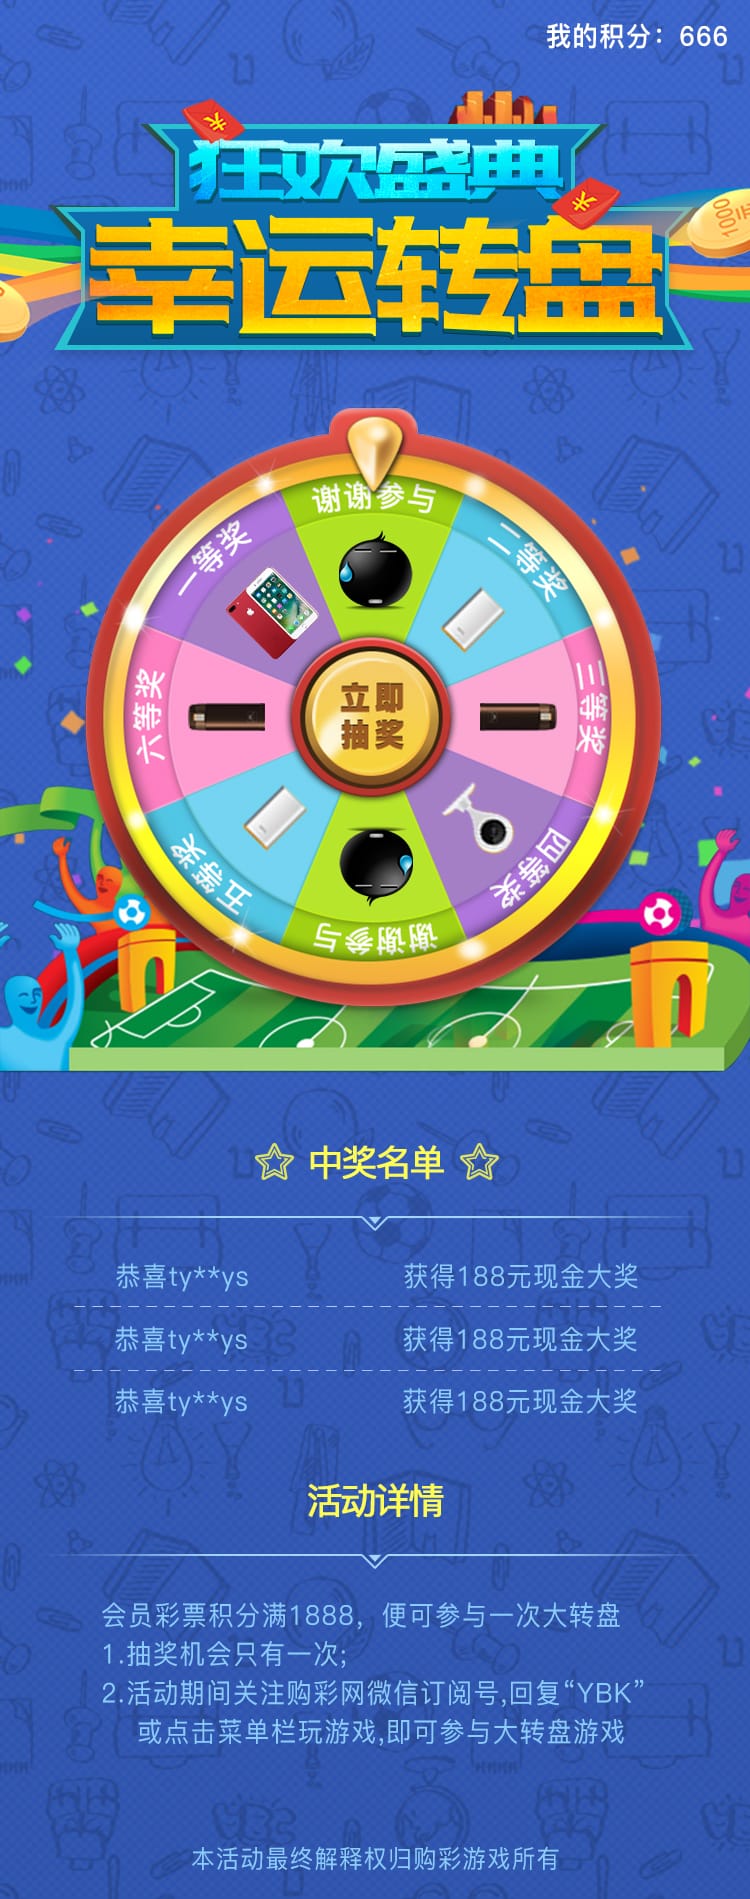 我的积分：666
狂欢盛典
幸运转盘
1000
谢谢参与
二等奖
三等奖
四等奖
谢谢参与
五等奖
六等奖
一等奖
立即
抽奖
中奖名单
恭喜ty**ys 获得188元现金大奖
恭喜ty**ys 获得188元现金大奖
恭喜ty**ys 获得188元现金大奖
活动详情
会员彩票积分满1888，便可参与一次大转盘
1.抽奖机会只有一次;
2.活动期间关注购彩网微信订阅号,回复“YBK”
或点击菜单栏玩游戏,即可参与大转盘游戏
本活动最终解释权归购彩游戏所有